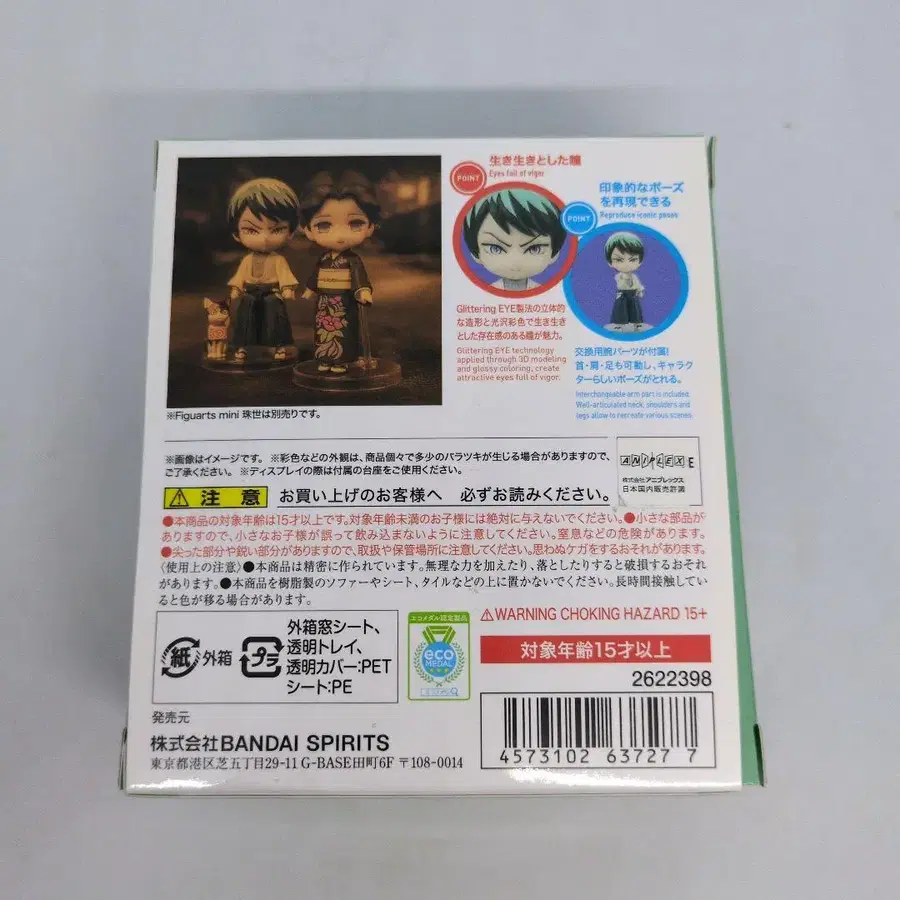 POINT
生き生きとした瞳
Eyes full of vigor
POINT
印象的なポーズ
を再現できる
Reproduce iconic poses
Glittering EYE製法の立体的
な造形と光沢彩色で生き生き
とした存在感のある瞳が魅力。
Glittering EYE technology
applied through 3D modeling
and glossy coloring, create
attractive eyes full of vigor.
交換用腕パーツが付属!
首・肩・足も可動し、キャラク
ターらしいポーズがとれる。
Interchangeable arm part is included.
Well-articulated neck, shoulders and
legs allow to recreate various scenes.
※Figuarts mini 珠世は別売りです。
※画像はイメージです。 ※彩色などの外観は、商品個々で多少のバラツキが生じる場合がありますので、
ご了承ください。 ※ディスプレイの際は付属の台座をご使用ください。
ANIPLEX E
株式会社アニプレックス
日本国内販売許諾
注意 お買い上げのお客様へ 必ずお読みください。
●本商品の対象年齢は15才以上です。対象年齢未満のお子様には絶対に与えないでください。●小さな部品が
ありますので、小さなお子様が誤って飲み込まないように注意してください。窒息などの危険があります。
●尖った部分や鋭い部分がありますので、取扱や保管場所に注意してください。思わぬケガをするおそれがあります。
〈使用上の注意〉●本商品は精密に作られています。無理な力を加えたり、落としたりすると破損するおそれ
があります。●本商品を樹脂製のソファーやシート、タイルなどの上に置かないでください。長時間接触してい
ると色が移る場合があります。
紙 外箱
プラ
外箱窓シート、
透明トレイ、
透明カバー:PET
シート:PE
エコメダル認定製品
eco
MEDAL
⚠WARNING CHOKING HAZARD 15+
対象年齢15才以上
2622398
4573102 63727 7
発売元
株式会社BANDAI SPIRITS
東京都港区芝五丁目29-11 G-BASE田町6F 〒108-0014